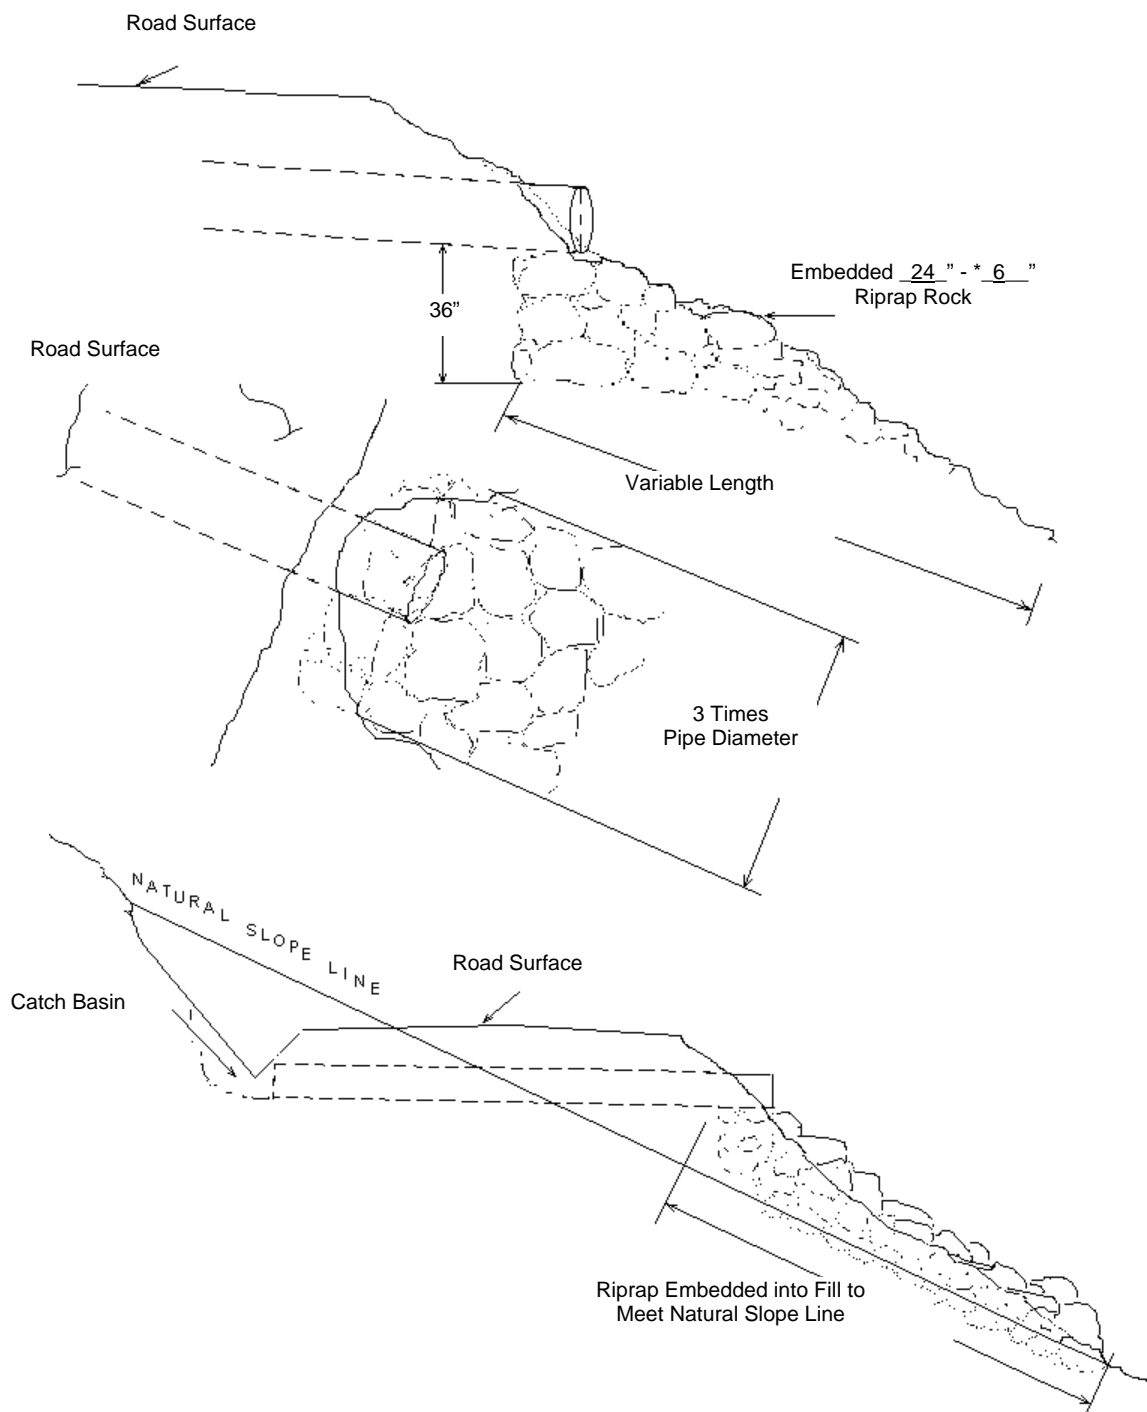 Road Surface
Embedded 24 ” - * 6 ”
Riprap Rock
36”
Road Surface
Variable Length
3 Times
Pipe Diameter
NATURAL SLOPE LINE
Road Surface
Catch Basin
Riprap Embedded into Fill to
Meet Natural Slope Line